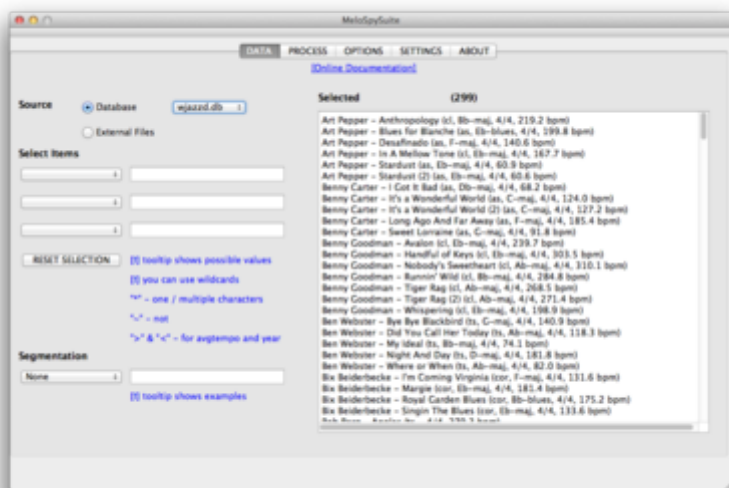 MeloSpySuite
DATA PROCESS OPTIONS SETTINGS ABOUT
[Online Documentation]
Source
Database
wjazzd.db
External Files
Select Items
RESET SELECTION
[!] tooltip shows possible values
[!] you can use wildcards
"*" - one / multiple characters
"~" - not
">" & "<" - for avgtempo and year
Segmentation
None
[!] tooltip shows examples
Selected (299)
Art Pepper - Anthropology (cl, Bb-maj, 4/4, 219.2 bpm)
Art Pepper - Blues for Blanche (as, Eb-blues, 4/4, 199.8 bpm)
Art Pepper - Desafinado (as, F-maj, 4/4, 140.6 bpm)
Art Pepper - In A Mellow Tone (cl, Eb-maj, 4/4, 167.7 bpm)
Art Pepper - Stardust (as, Eb-maj, 4/4, 60.9 bpm)
Art Pepper - Stardust (2) (as, Eb-maj, 4/4, 60.6 bpm)
Benny Carter - I Got It Bad (as, Db-maj, 4/4, 68.2 bpm)
Benny Carter - It's a Wonderful World (as, C-maj, 4/4, 124.0 bpm)
Benny Carter - It's a Wonderful World (2) (as, C-maj, 4/4, 127.2 bpm)
Benny Carter - Long Ago And Far Away (as, F-maj, 4/4, 185.4 bpm)
Benny Carter - Sweet Lorraine (as, G-maj, 4/4, 91.8 bpm)
Benny Goodman - Avalon (cl, Eb-maj, 4/4, 239.7 bpm)
Benny Goodman - Handful of Keys (cl, Eb-maj, 4/4, 303.5 bpm)
Benny Goodman - Nobody's Sweetheart (cl, Ab-maj, 4/4, 310.1 bpm)
Benny Goodman - Runnin' Wild (cl, Bb-maj, 4/4, 284.8 bpm)
Benny Goodman - Tiger Rag (cl, Ab-maj, 4/4, 268.5 bpm)
Benny Goodman - Tiger Rag (2) (cl, Ab-maj, 4/4, 271.4 bpm)
Benny Goodman - Whispering (cl, Eb-maj, 4/4, 198.9 bpm)
Ben Webster - Bye Bye Blackbird (ts, G-maj, 4/4, 140.9 bpm)
Ben Webster - Did You Call Her Today (ts, Ab-maj, 4/4, 118.3 bpm)
Ben Webster - My Ideal (ts, Bb-maj, 4/4, 74.1 bpm)
Ben Webster - Night And Day (ts, D-maj, 4/4, 181.8 bpm)
Ben Webster - Where or When (ts, Ab-maj, 4/4, 82.0 bpm)
Bix Beiderbecke - I'm Coming Virginia (cor, F-maj, 4/4, 131.6 bpm)
Bix Beiderbecke - Margie (cor, Eb-maj, 4/4, 181.4 bpm)
Bix Beiderbecke - Royal Garden Blues (cor, Bb-blues, 4/4, 175.2 bpm)
Bix Beiderbecke - Singin The Blues (cor, Eb-maj, 4/4, 133.6 bpm)